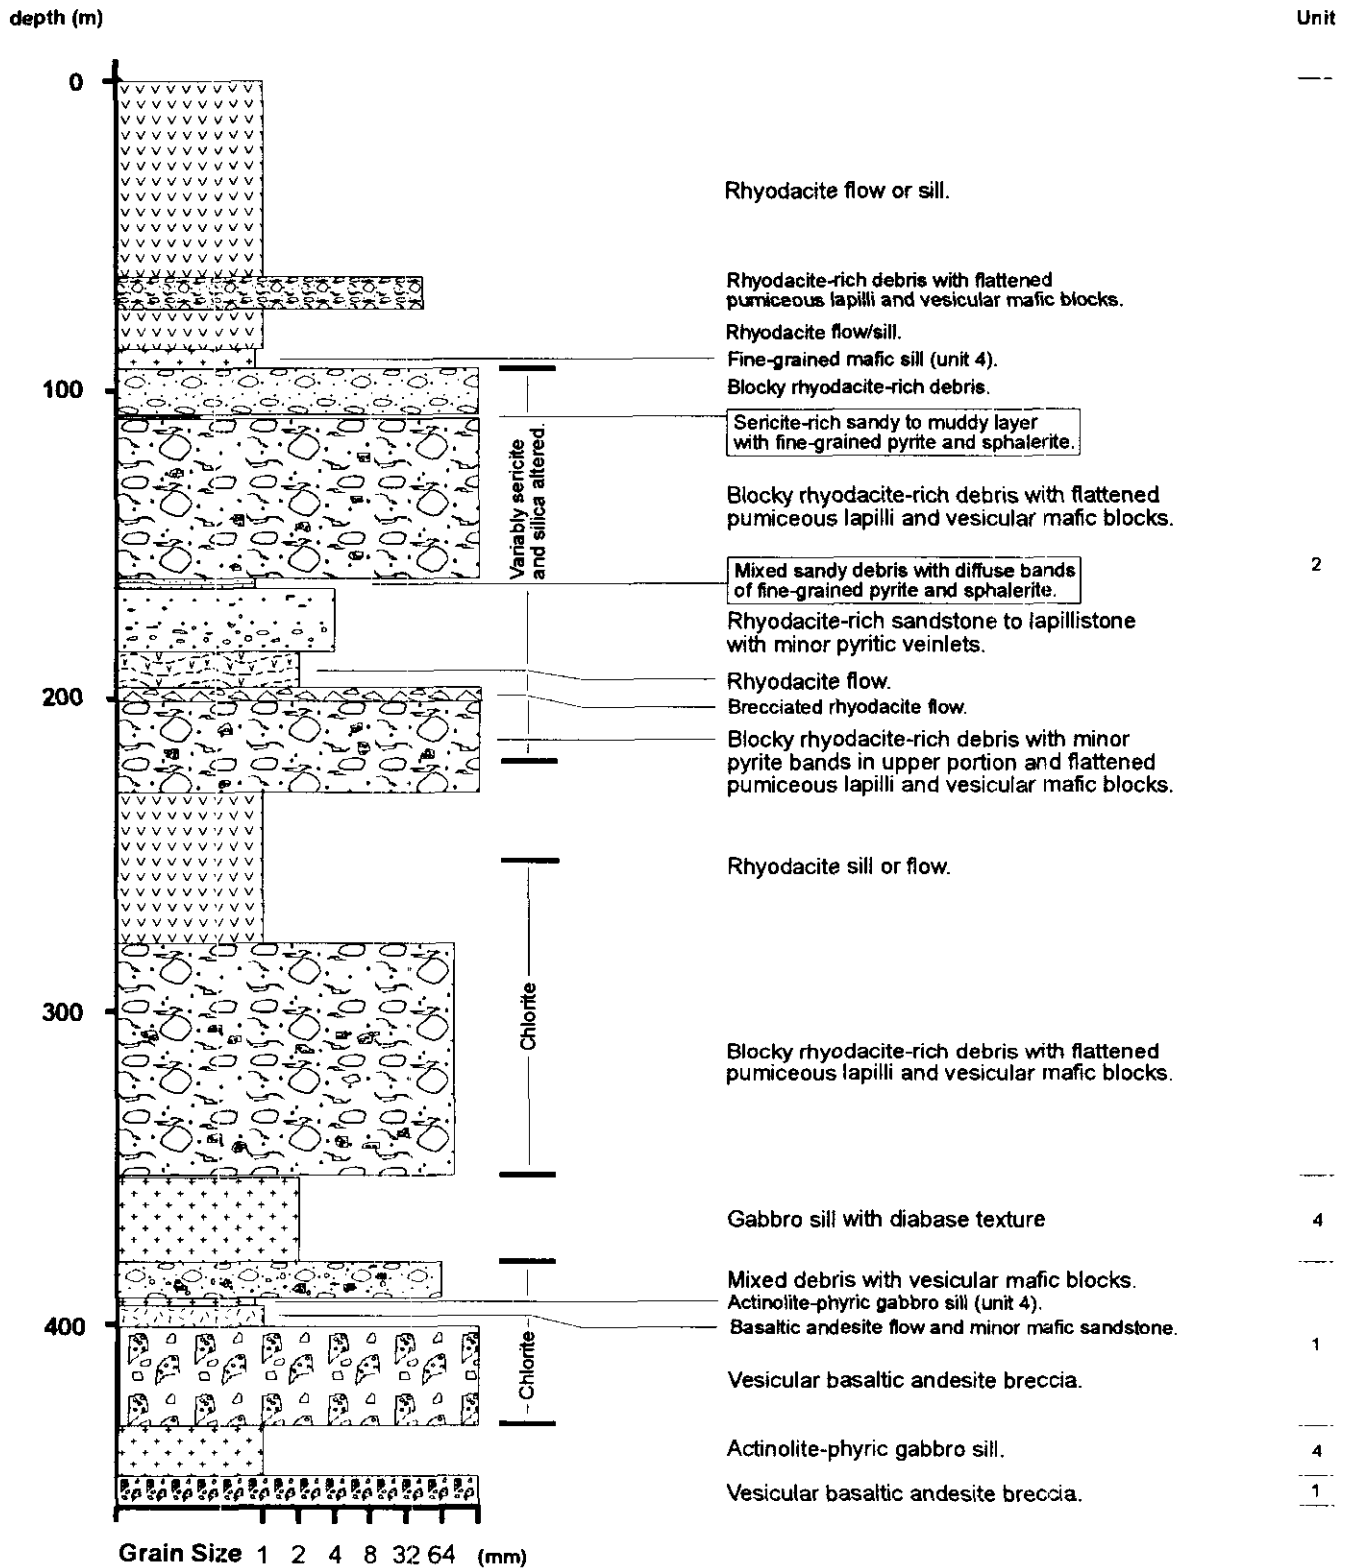 depth (m)
Unit
0
Rhyodacite flow or sill.
Rhyodacite-rich debris with flattened
pumiceous lapilli and vesicular mafic blocks.
Rhyodacite flow/sill.
Fine-grained mafic sill (unit 4).
100
Blocky rhyodacite-rich debris.
Sericite-rich sandy to muddy layer
with fine-grained pyrite and sphalerite.
Variably sericite
and silica altered.
Blocky rhyodacite-rich debris with flattened
pumiceous lapilli and vesicular mafic blocks.
2
Mixed sandy debris with diffuse bands
of fine-grained pyrite and sphalerite.
Rhyodacite-rich sandstone to lapillistone
with minor pyritic veinlets.
Rhyodacite flow.
200
Brecciated rhyodacite flow.
Blocky rhyodacite-rich debris with minor
pyrite bands in upper portion and flattened
pumiceous lapilli and vesicular mafic blocks.
Rhyodacite sill or flow.
300
Chlorite
Blocky rhyodacite-rich debris with flattened
pumiceous lapilli and vesicular mafic blocks.
Gabbro sill with diabase texture
4
Mixed debris with vesicular mafic blocks.
Actinolite-phyric gabbro sill (unit 4).
400
Basaltic andesite flow and minor mafic sandstone.
1
Chlorite
Vesicular basaltic andesite breccia.
Actinolite-phyric gabbro sill.
4
Vesicular basaltic andesite breccia.
1
Grain Size 1 2 4 8 32 64 (mm)